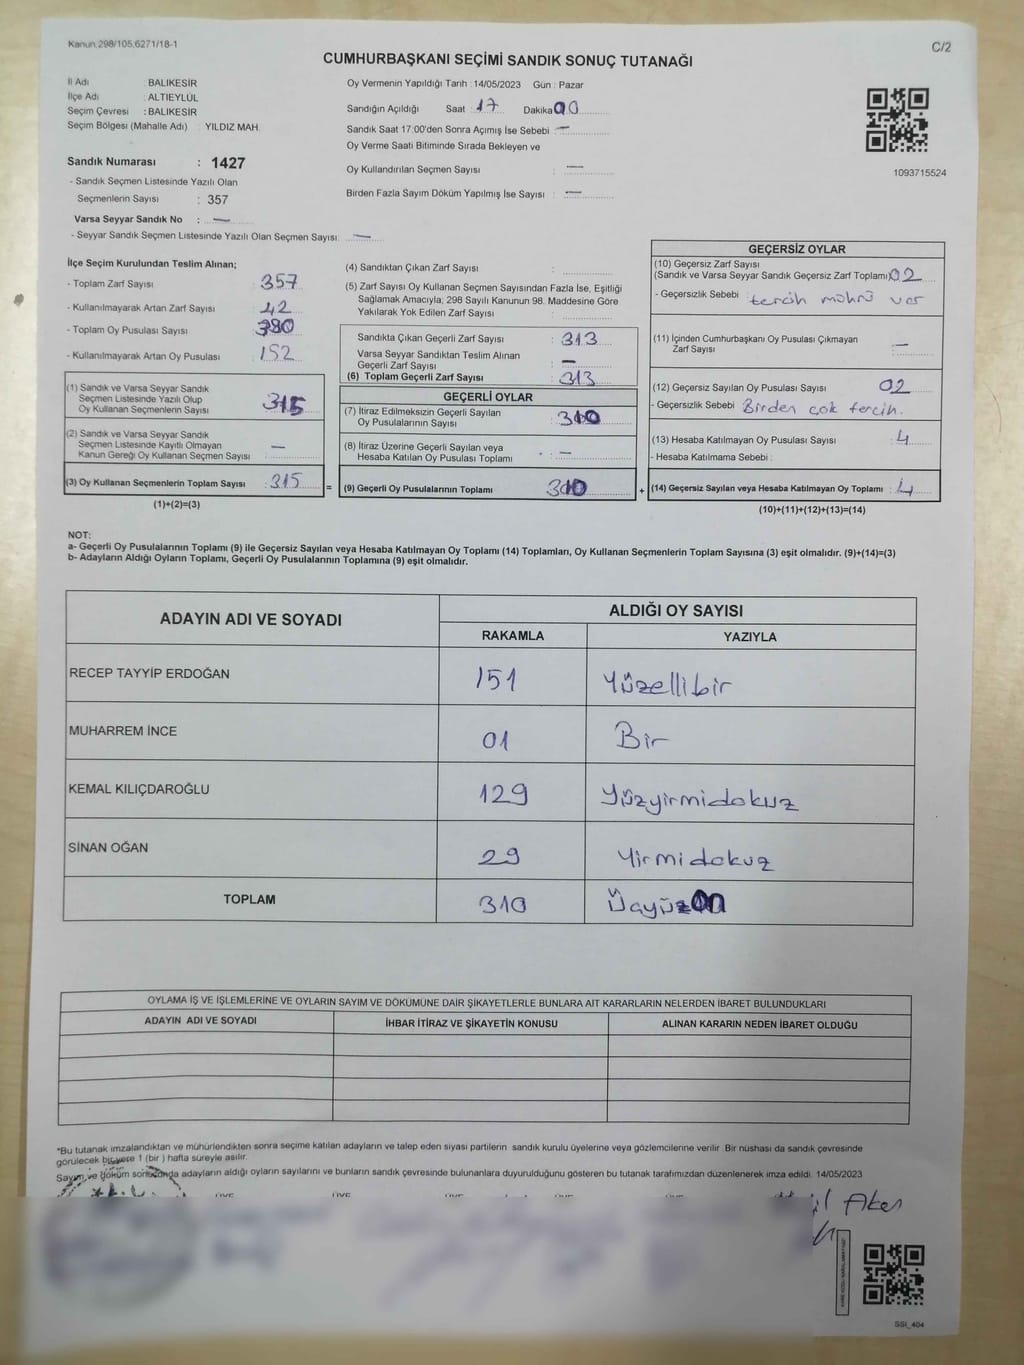 Kanun 298/105,6271/18-1
C/2
CUMHURBAŞKANI SEÇİMİ SANDIK SONUÇ TUTANAĞI
İl Adı : BALIKESİR
İlçe Adı : ALTIEYLÜL
Seçim Çevresi : BALIKESİR
Seçim Bölgesi (Mahalle Adı) : YILDIZ MAH.
Sandık Numarası : 1427
- Sandık Seçmen Listesinde Yazılı Olan
Seçmenlerin Sayısı : 357
Varsa Seyyar Sandık No : —
- Seyyar Sandık Seçmen Listesinde Yazılı Olan Seçmen Sayısı: —
Oy Vermenin Yapıldığı Tarih : 14/05/2023 Gün : Pazar
Sandığın Açıldığı Saat : 17 Dakika 00
Sandık Saat 17:00'den Sonra Açımış İse Sebebi : —
Oy Verme Saati Bitiminde Sırada Bekleyen ve
Oy Kullandırılan Seçmen Sayısı : —
Birden Fazla Sayım Döküm Yapılmış İse Sayısı : —
1093715524
İlçe Seçim Kurulundan Teslim Alınan;
- Toplam Zarf Sayısı : 357
- Kullanılmayarak Artan Zarf Sayısı : 42
- Toplam Oy Pusulası Sayısı : 380
- Kullanılmayarak Artan Oy Pusulası : 152
(1) Sandık ve Varsa Seyyar Sandık
Seçmen Listesinde Yazılı Olup
Oy Kullanan Seçmenlerin Sayısı : 315
(2) Sandık ve Varsa Seyyar Sandık
Seçmen Listesinde Kayıtlı Olmayan
Kanun Gereği Oy Kullanan Seçmen Sayısı : —
(3) Oy Kullanan Seçmenlerin Toplam Sayısı : 315 =
(1)+(2)=(3)
(4) Sandıktan Çıkan Zarf Sayısı :
(5) Zarf Sayısı Oy Kullanan Seçmen Sayısından Fazla İse, Eşitliği
Sağlamak Amacıyla; 298 Sayılı Kanunun 98. Maddesine Göre
Yakılarak Yok Edilen Zarf Sayısı :
Sandıkta Çıkan Geçerli Zarf Sayısı : 313
Varsa Seyyar Sandıktan Teslim Alınan
Geçerli Zarf Sayısı : —
(6) Toplam Geçerli Zarf Sayısı : 313
GEÇERLİ OYLAR
(7) İtiraz Edilmeksizin Geçerli Sayılan
Oy Pusulalarının Sayısı : 310
(8) İtiraz Üzerine Geçerli Sayılan veya
Hesaba Katılan Oy Pusulası Toplamı : —
(9) Geçerli Oy Pusulalarının Toplamı 310 +
GEÇERSİZ OYLAR
(10) Geçersiz Zarf Sayısı
(Sandık ve Varsa Seyyar Sandık Geçersiz Zarf Toplamı) 02
- Geçersizlik Sebebi : tercih mührü var
(11) İçinden Cumhurbaşkanı Oy Pusulası Çıkmayan
Zarf Sayısı : —
(12) Geçersiz Sayılan Oy Pusulası Sayısı : 02
- Geçersizlik Sebebi : Birden çok tercih.
(13) Hesaba Katılmayan Oy Pusulası Sayısı : 4
- Hesaba Katılmama Sebebi :
(14) Geçersiz Sayılan veya Hesaba Katılmayan Oy Toplamı : 4
(10)+(11)+(12)+(13)=(14)
NOT:
a- Geçerli Oy Pusulalarının Toplamı (9) ile Geçersiz Sayılan veya Hesaba Katılmayan Oy Toplamı (14) Toplamları, Oy Kullanan Seçmenlerin Toplam Sayısına (3) eşit olmalıdır. (9)+(14)=(3)
b- Adayların Aldığı Oyların Toplamı, Geçerli Oy Pusulalarının Toplamına (9) eşit olmalıdır.
ADAYIN ADI VE SOYADI
ALDIĞI OY SAYISI
RAKAMLA YAZIYLA
RECEP TAYYİP ERDOĞAN 151 Yüzellibir
MUHARREM İNCE 01 Bir
KEMAL KILIÇDAROĞLU 129 Yüzyirmidokuz
SİNAN OĞAN 29 Yirmidokuz
TOPLAM 310 Üçyüzon
OYLAMA İŞ VE İŞLEMLERİNE VE OYLARIN SAYIM VE DÖKÜMÜNE DAİR ŞİKAYETLERLE BUNLARA AİT KARARLARIN NELERDEN İBARET BULUNDUKLARI
ADAYIN ADI VE SOYADI İHBAR İTİRAZ VE ŞİKAYETİN KONUSU ALINAN KARARIN NEDEN İBARET OLDUĞU
*Bu tutanak imzalandıktan ve mühürlendikten sonra seçime katılan adayların ve talep eden siyasi partilerin sandık kurulu üyelerine veya gözlemcilerine verilir. Bir nüshası da sandık çevresinde
görülecek bir yere 1 (bir ) hafta süreyle asılır.
Sayım ve döküm sonucunda adayların aldığı oyların sayılarını ve bunların sandık çevresinde bulunanlara duyurulduğunu gösteren bu tutanak tarafımızdan düzenlenerek imza edildi. 14/05/2023
SSI_404